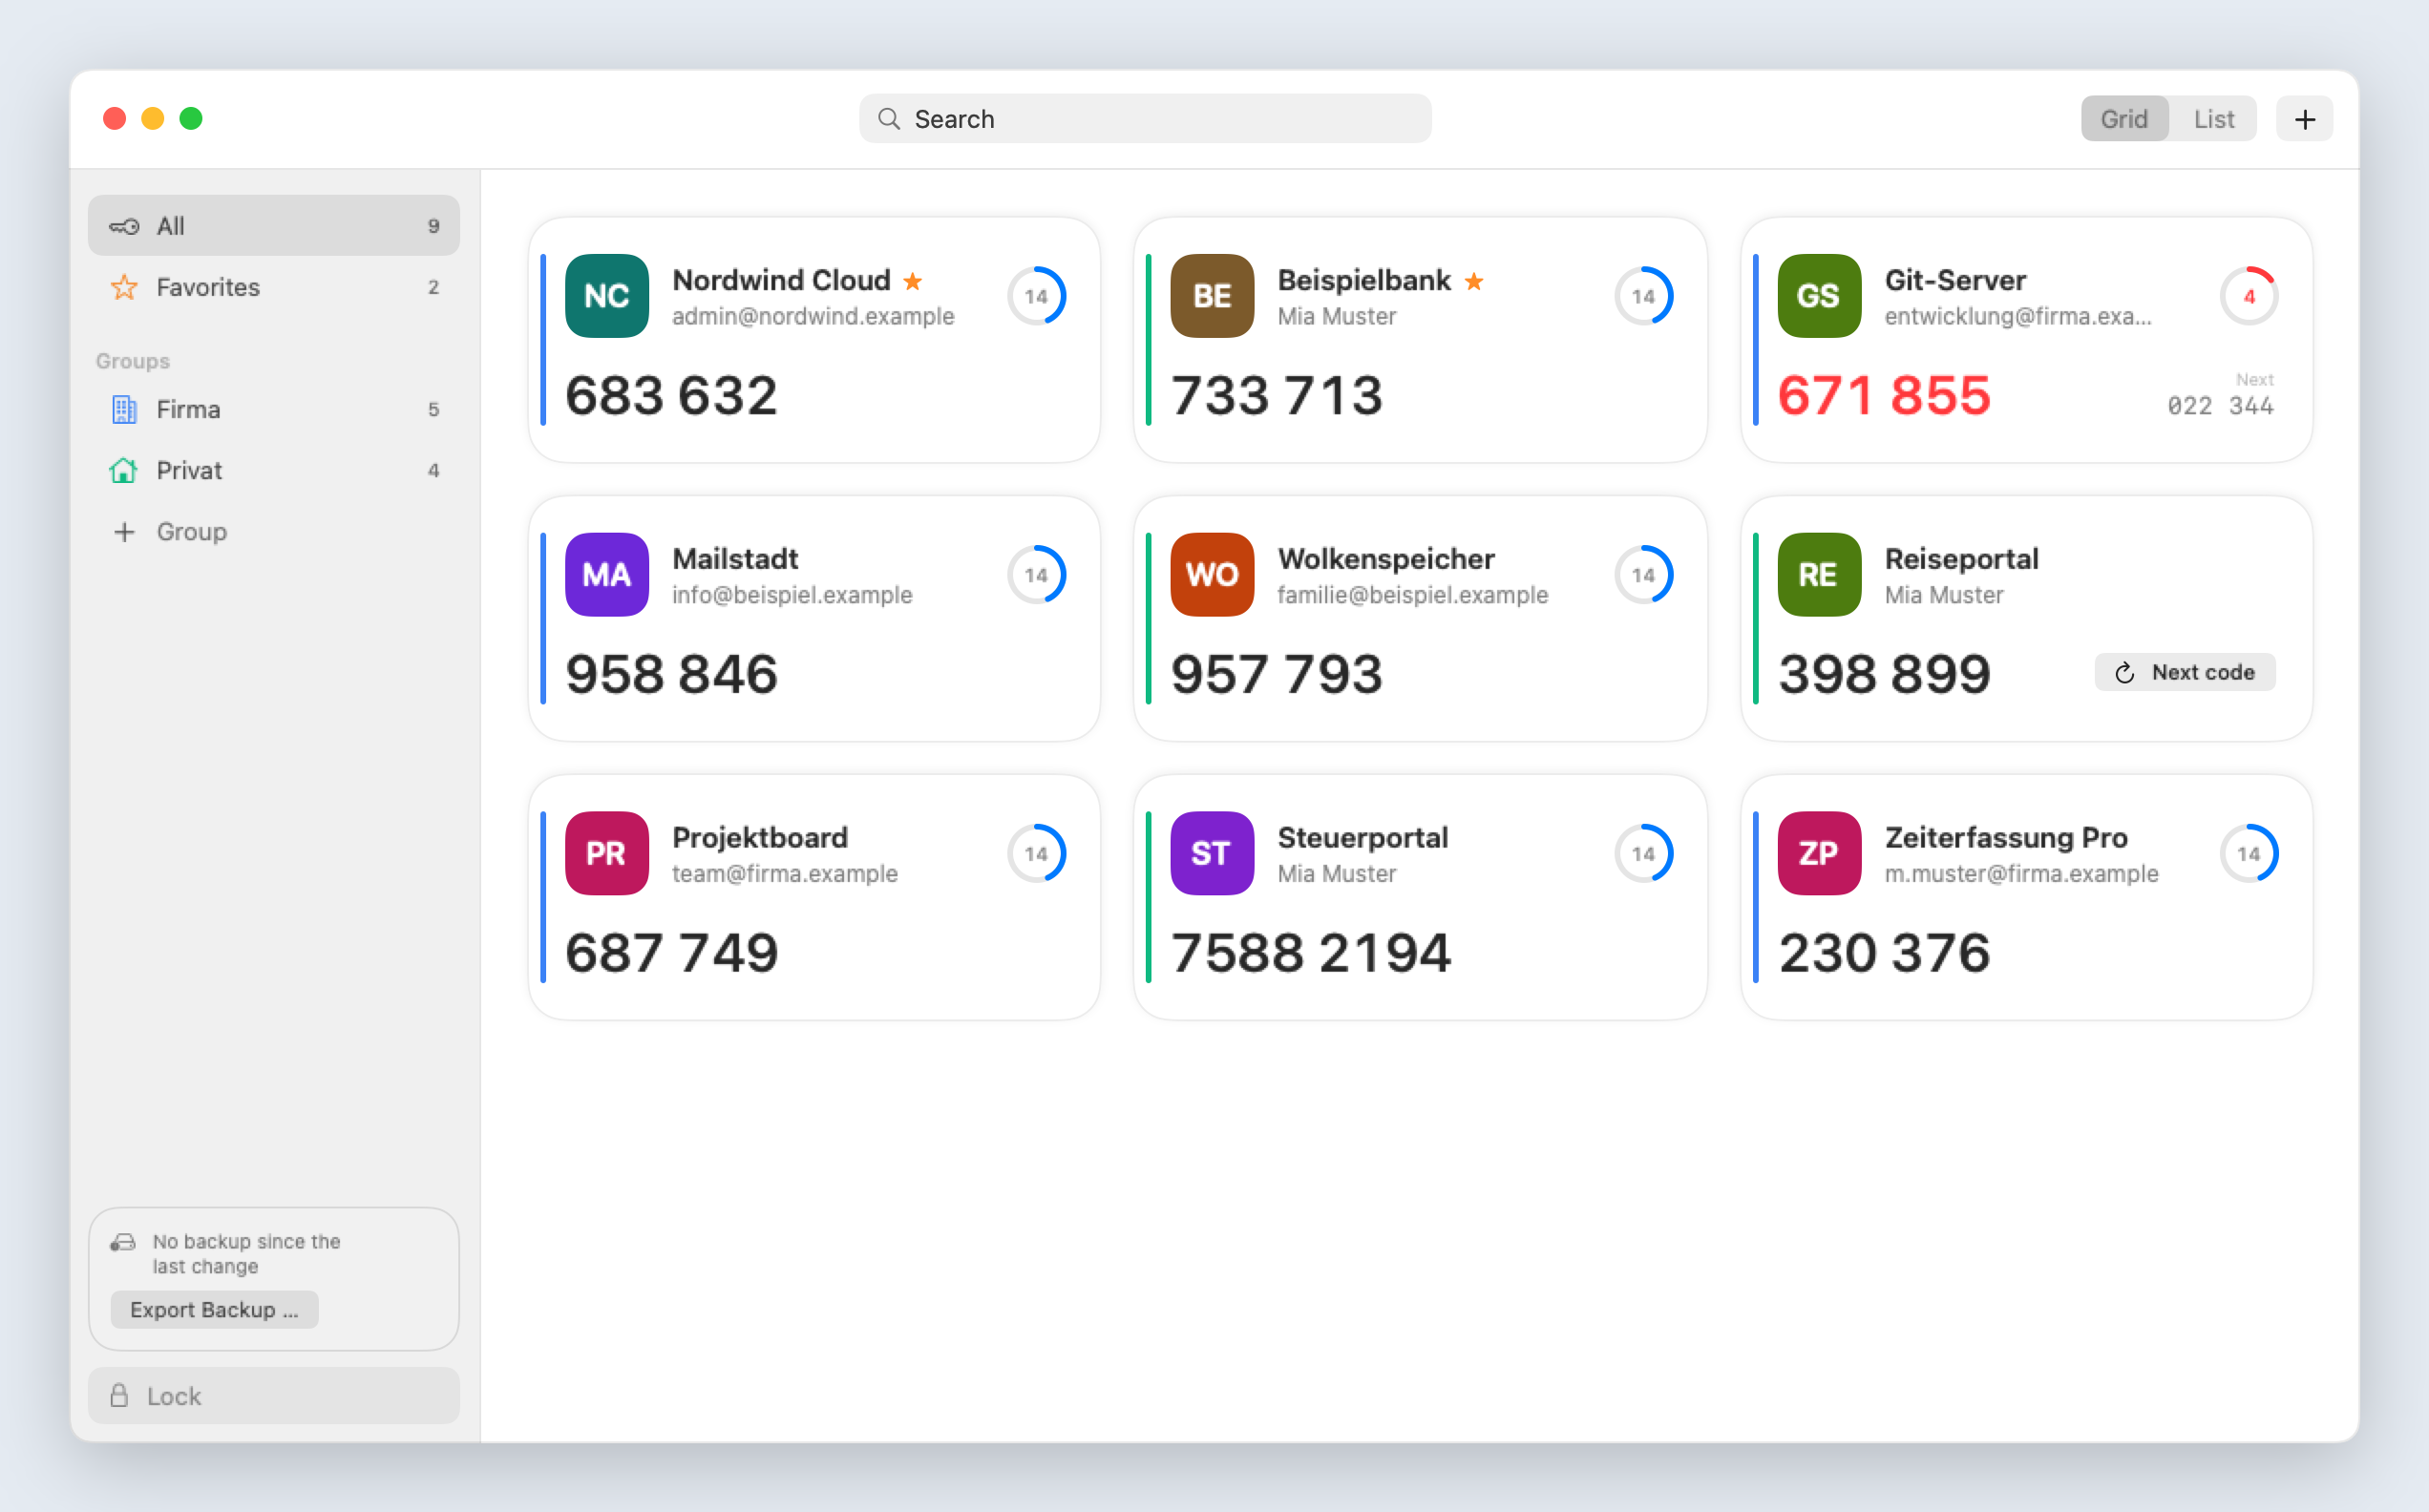 Search
Grid
List
All
9
Favorites
2
Groups
Firma
5
Privat
4
Group
NC
Nordwind Cloud
admin@nordwind.example
14
683 632
BE
Beispielbank
Mia Muster
14
733 713
GS
Git-Server
entwicklung@firma.exa...
4
671 855
Next
022 344
MA
Mailstadt
info@beispiel.example
14
958 846
WO
Wolkenspeicher
familie@beispiel.example
14
957 793
RE
Reiseportal
Mia Muster
398 899
Next code
PR
Projektboard
team@firma.example
14
687 749
ST
Steuerportal
Mia Muster
14
7588 2194
ZP
Zeiterfassung Pro
m.muster@firma.example
14
230 376
No backup since the
last change
Export Backup ...
Lock